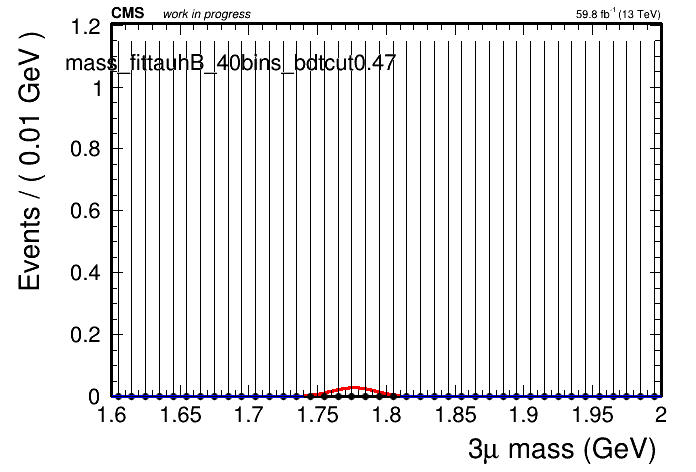 CMS work in progress 59.8 fb⁻¹ (13 TeV)
mass_fittauhB_40bins_bdtcut0.47
Events / ( 0.01 GeV )
1.2
1
0.8
0.6
0.4
0.2
0
1.6 1.65 1.7 1.75 1.8 1.85 1.9 1.95 2
3μ mass (GeV)